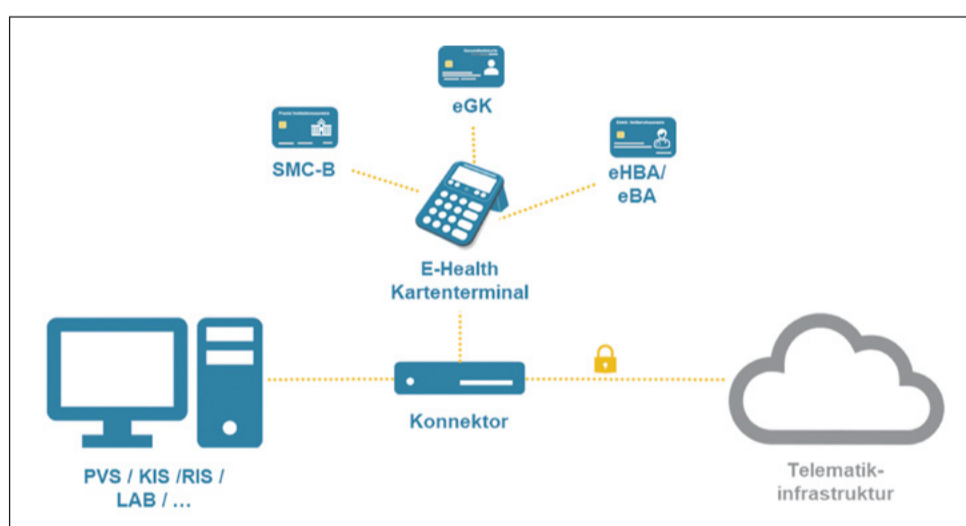 eGK
SMC-B
eHBA/
eBA
E-Health
Kartenterminal
Konnektor
PVS / KIS /RIS /
LAB / ...
Telematik-
infrastruktur